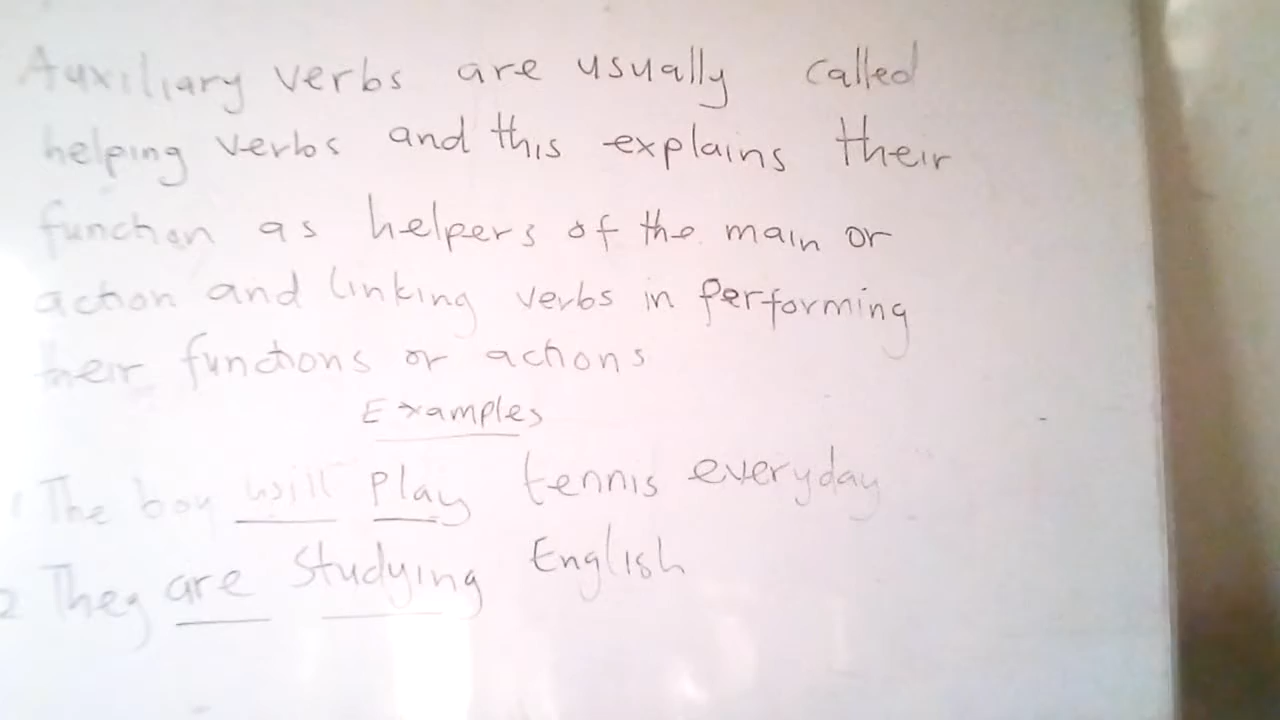 Auxiliary verbs are usually called
helping verbs and this explains their
function as helpers of the main or
action and linking verbs in performing
their functions or actions
Examples
1 The boy will play tennis everyday
2 They are studying English